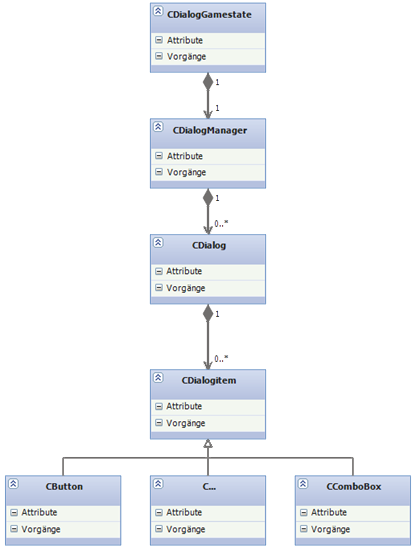 CDialogGamestate
Attribute
Vorgänge
1
1
CDialogManager
Attribute
Vorgänge
1
0..*
CDialog
Attribute
Vorgänge
1
0..*
CDialogitem
Attribute
Vorgänge
CButton
Attribute
Vorgänge
C...
Attribute
Vorgänge
CComboBox
Attribute
Vorgänge